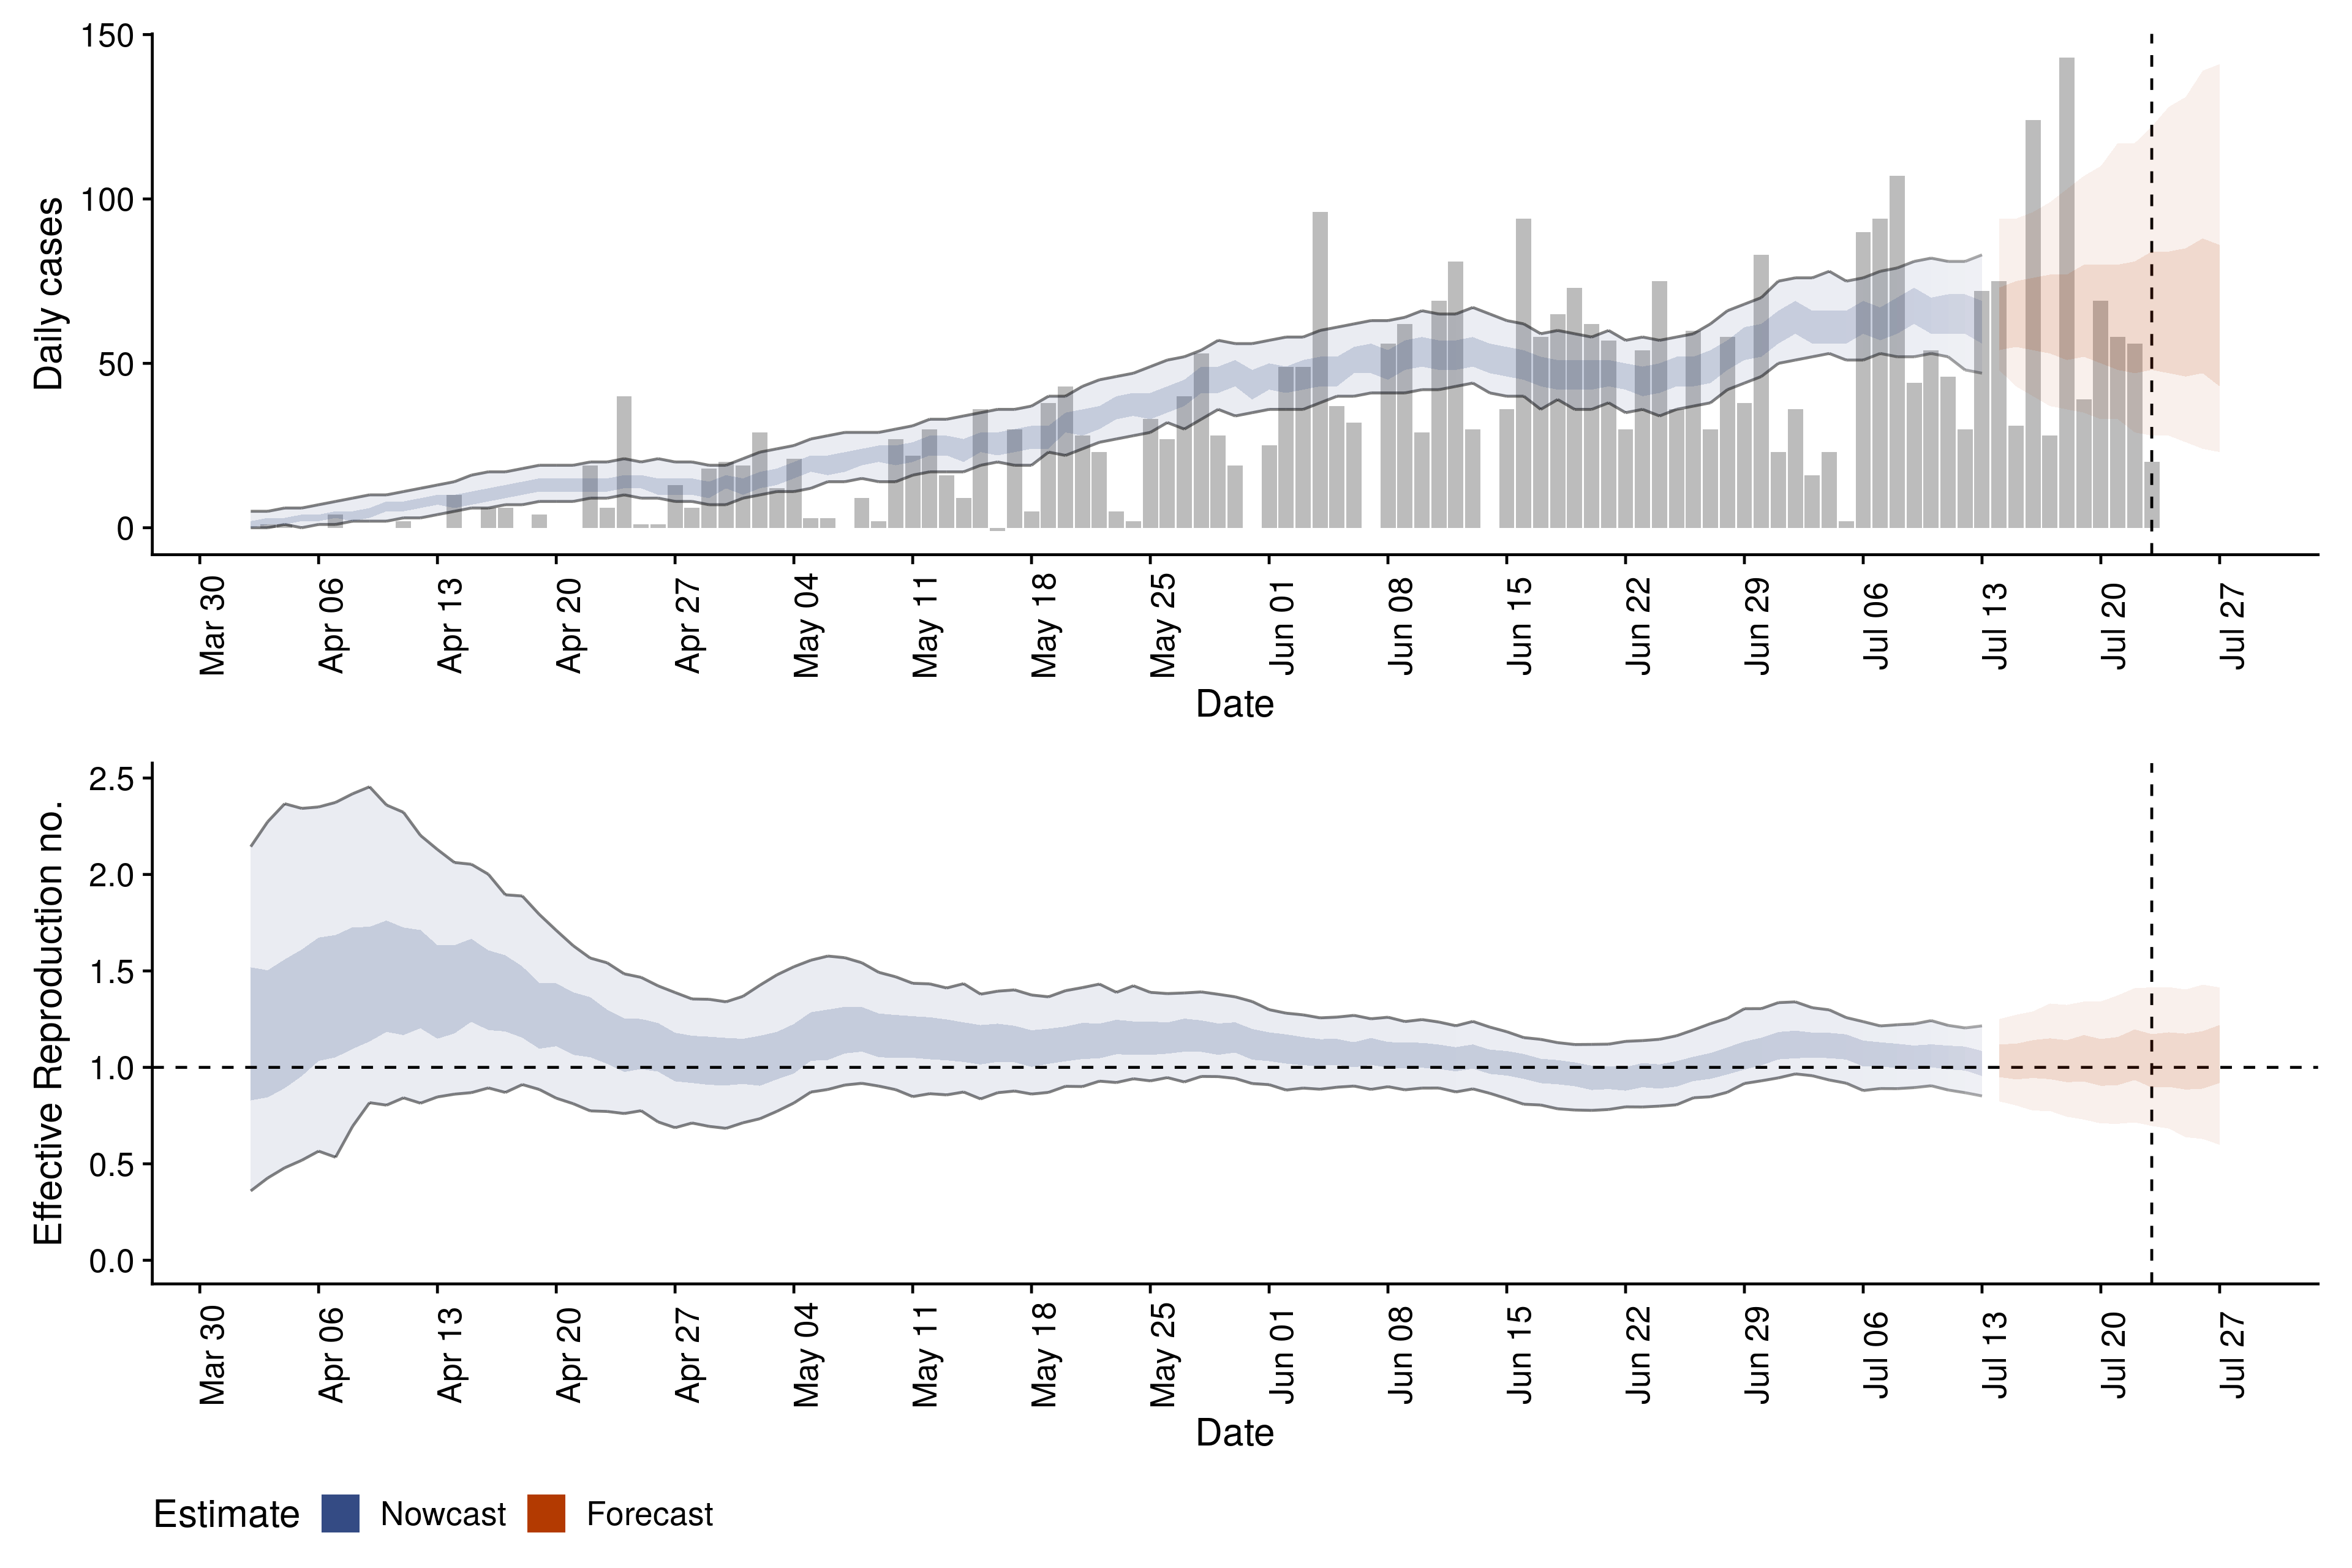 150
100
50
0
Daily cases
Mar 30
Apr 06
Apr 13
Apr 20
Apr 27
May 04
May 11
May 18
May 25
Jun 01
Jun 08
Jun 15
Jun 22
Jun 29
Jul 06
Jul 13
Jul 20
Jul 27
Date
2.5
2.0
1.5
1.0
0.5
0.0
Effective Reproduction no.
Mar 30
Apr 06
Apr 13
Apr 20
Apr 27
May 04
May 11
May 18
May 25
Jun 01
Jun 08
Jun 15
Jun 22
Jun 29
Jul 06
Jul 13
Jul 20
Jul 27
Date
Estimate Nowcast Forecast